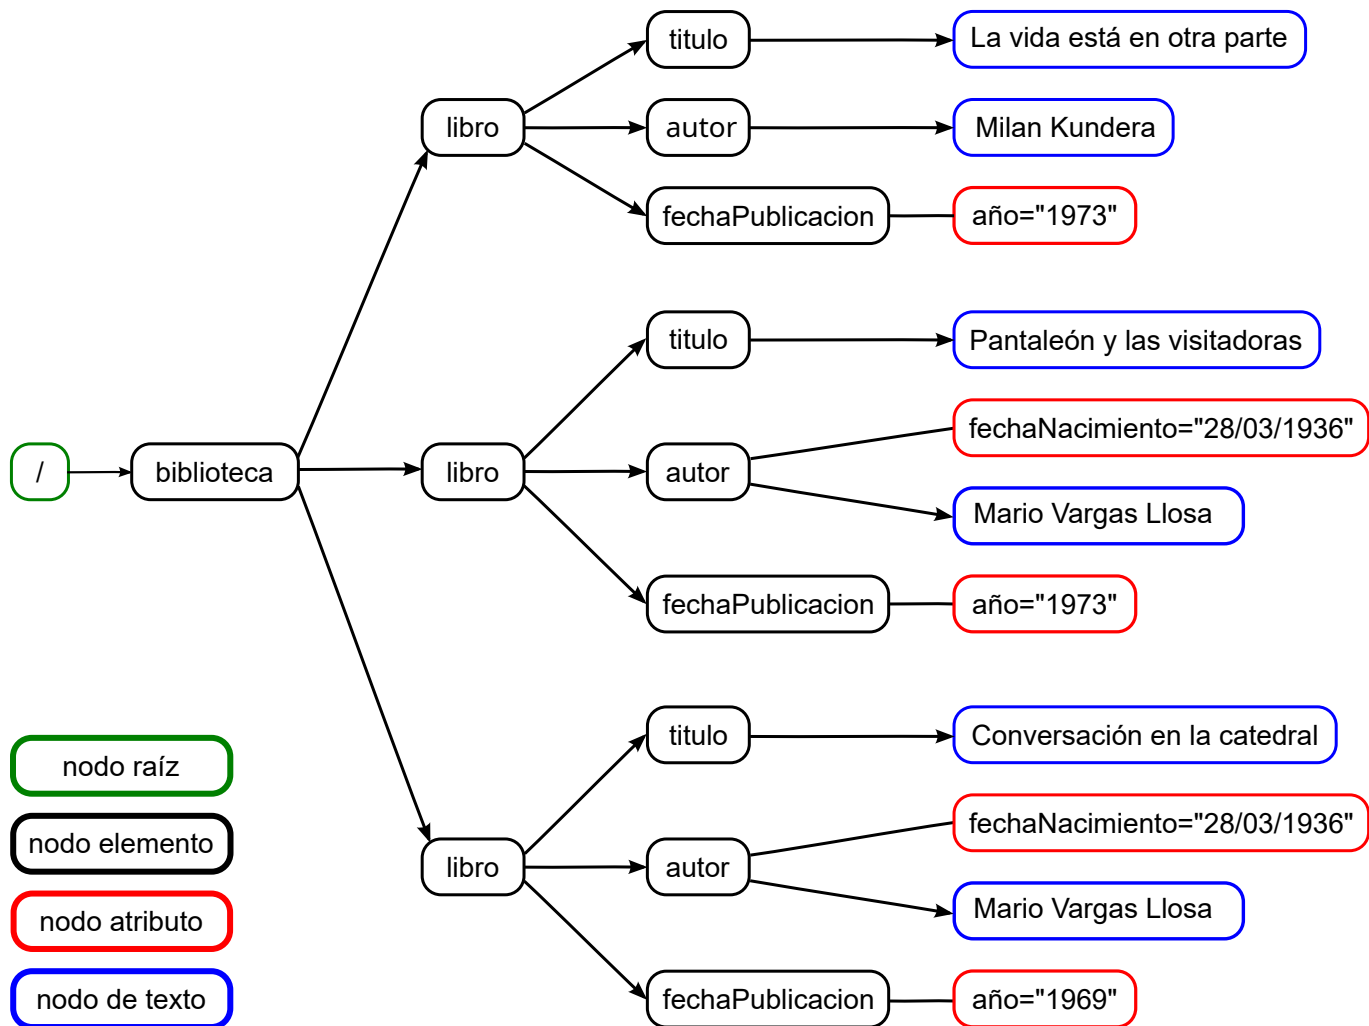 titulo
La vida está en otra parte
libro
autor
Milan Kundera
fechaPublicacion
año="1973"
titulo
Pantaleón y las visitadoras
fechaNacimiento="28/03/1936"
/
biblioteca
libro
autor
Mario Vargas Llosa
fechaPublicacion
año="1973"
titulo
Conversación en la catedral
fechaNacimiento="28/03/1936"
libro
autor
Mario Vargas Llosa
fechaPublicacion
año="1969"
nodo raíz
nodo elemento
nodo atributo
nodo de texto